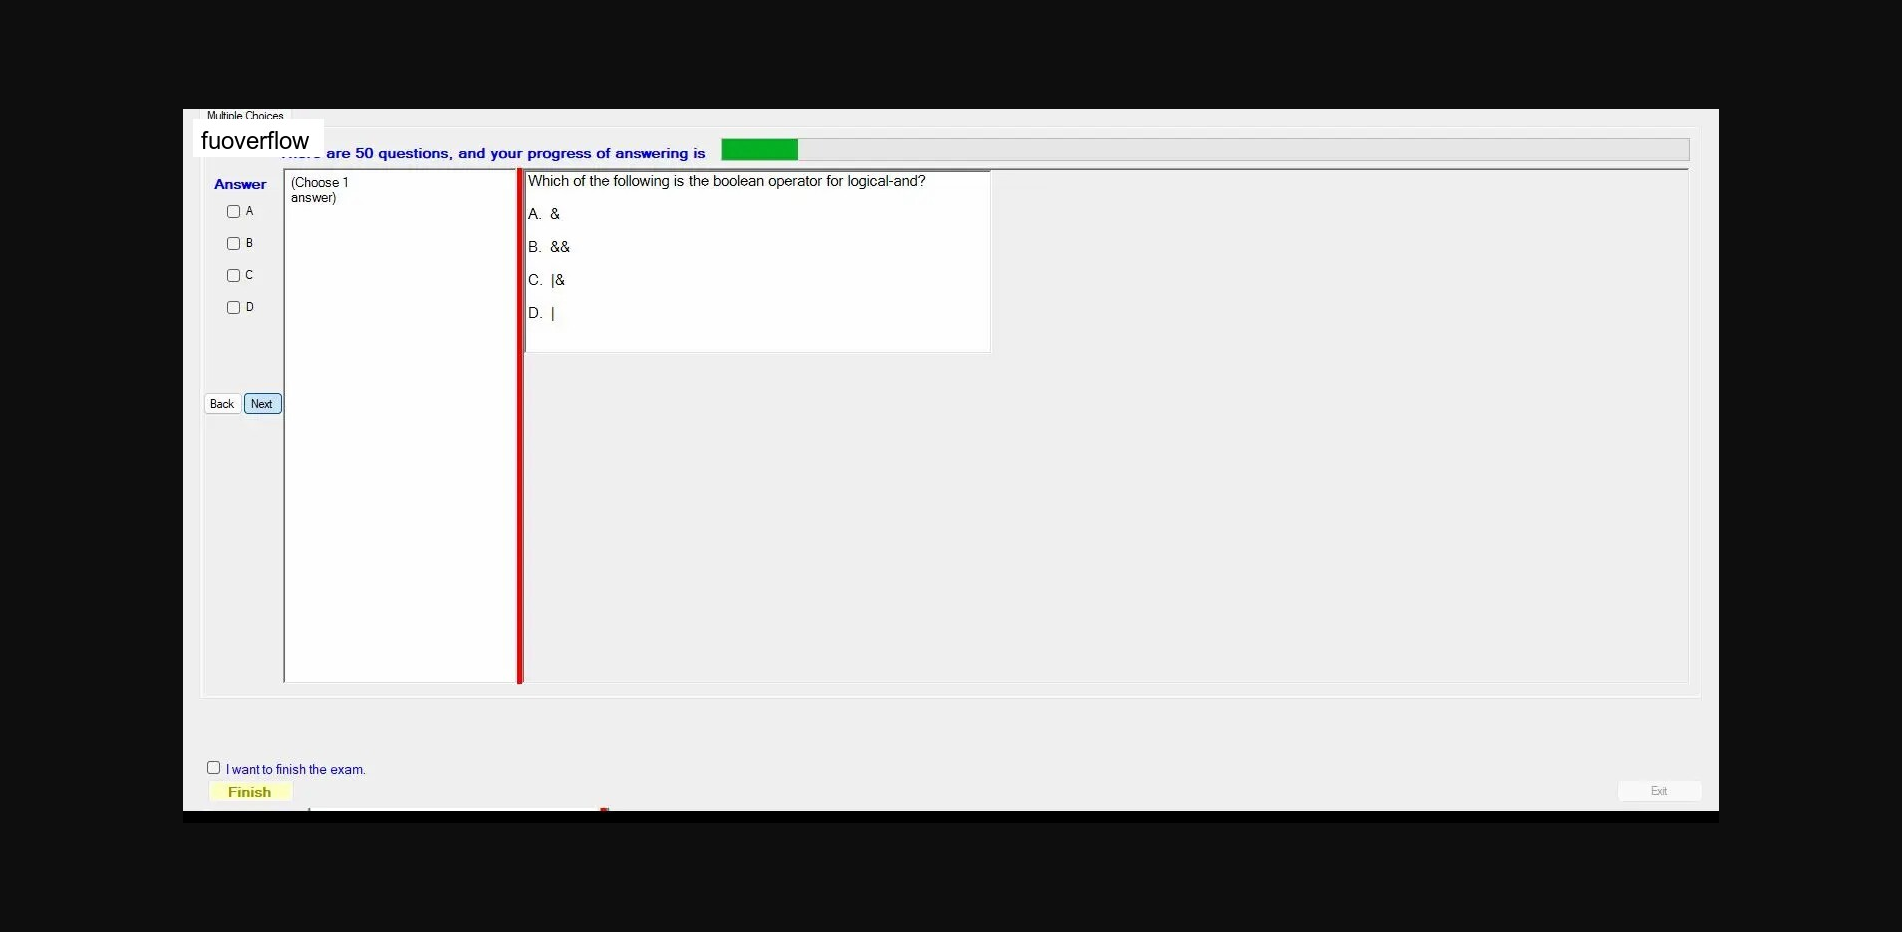 Multiple Choices
fuoverflow
are 50 questions, and your progress of answering is
Answer
(Choose 1
answer)
A
B
C
D
Back
Next
Which of the following is the boolean operator for logical-and?
A. &
B. &&
C. |&
D. |
I want to finish the exam.
Finish
Exit